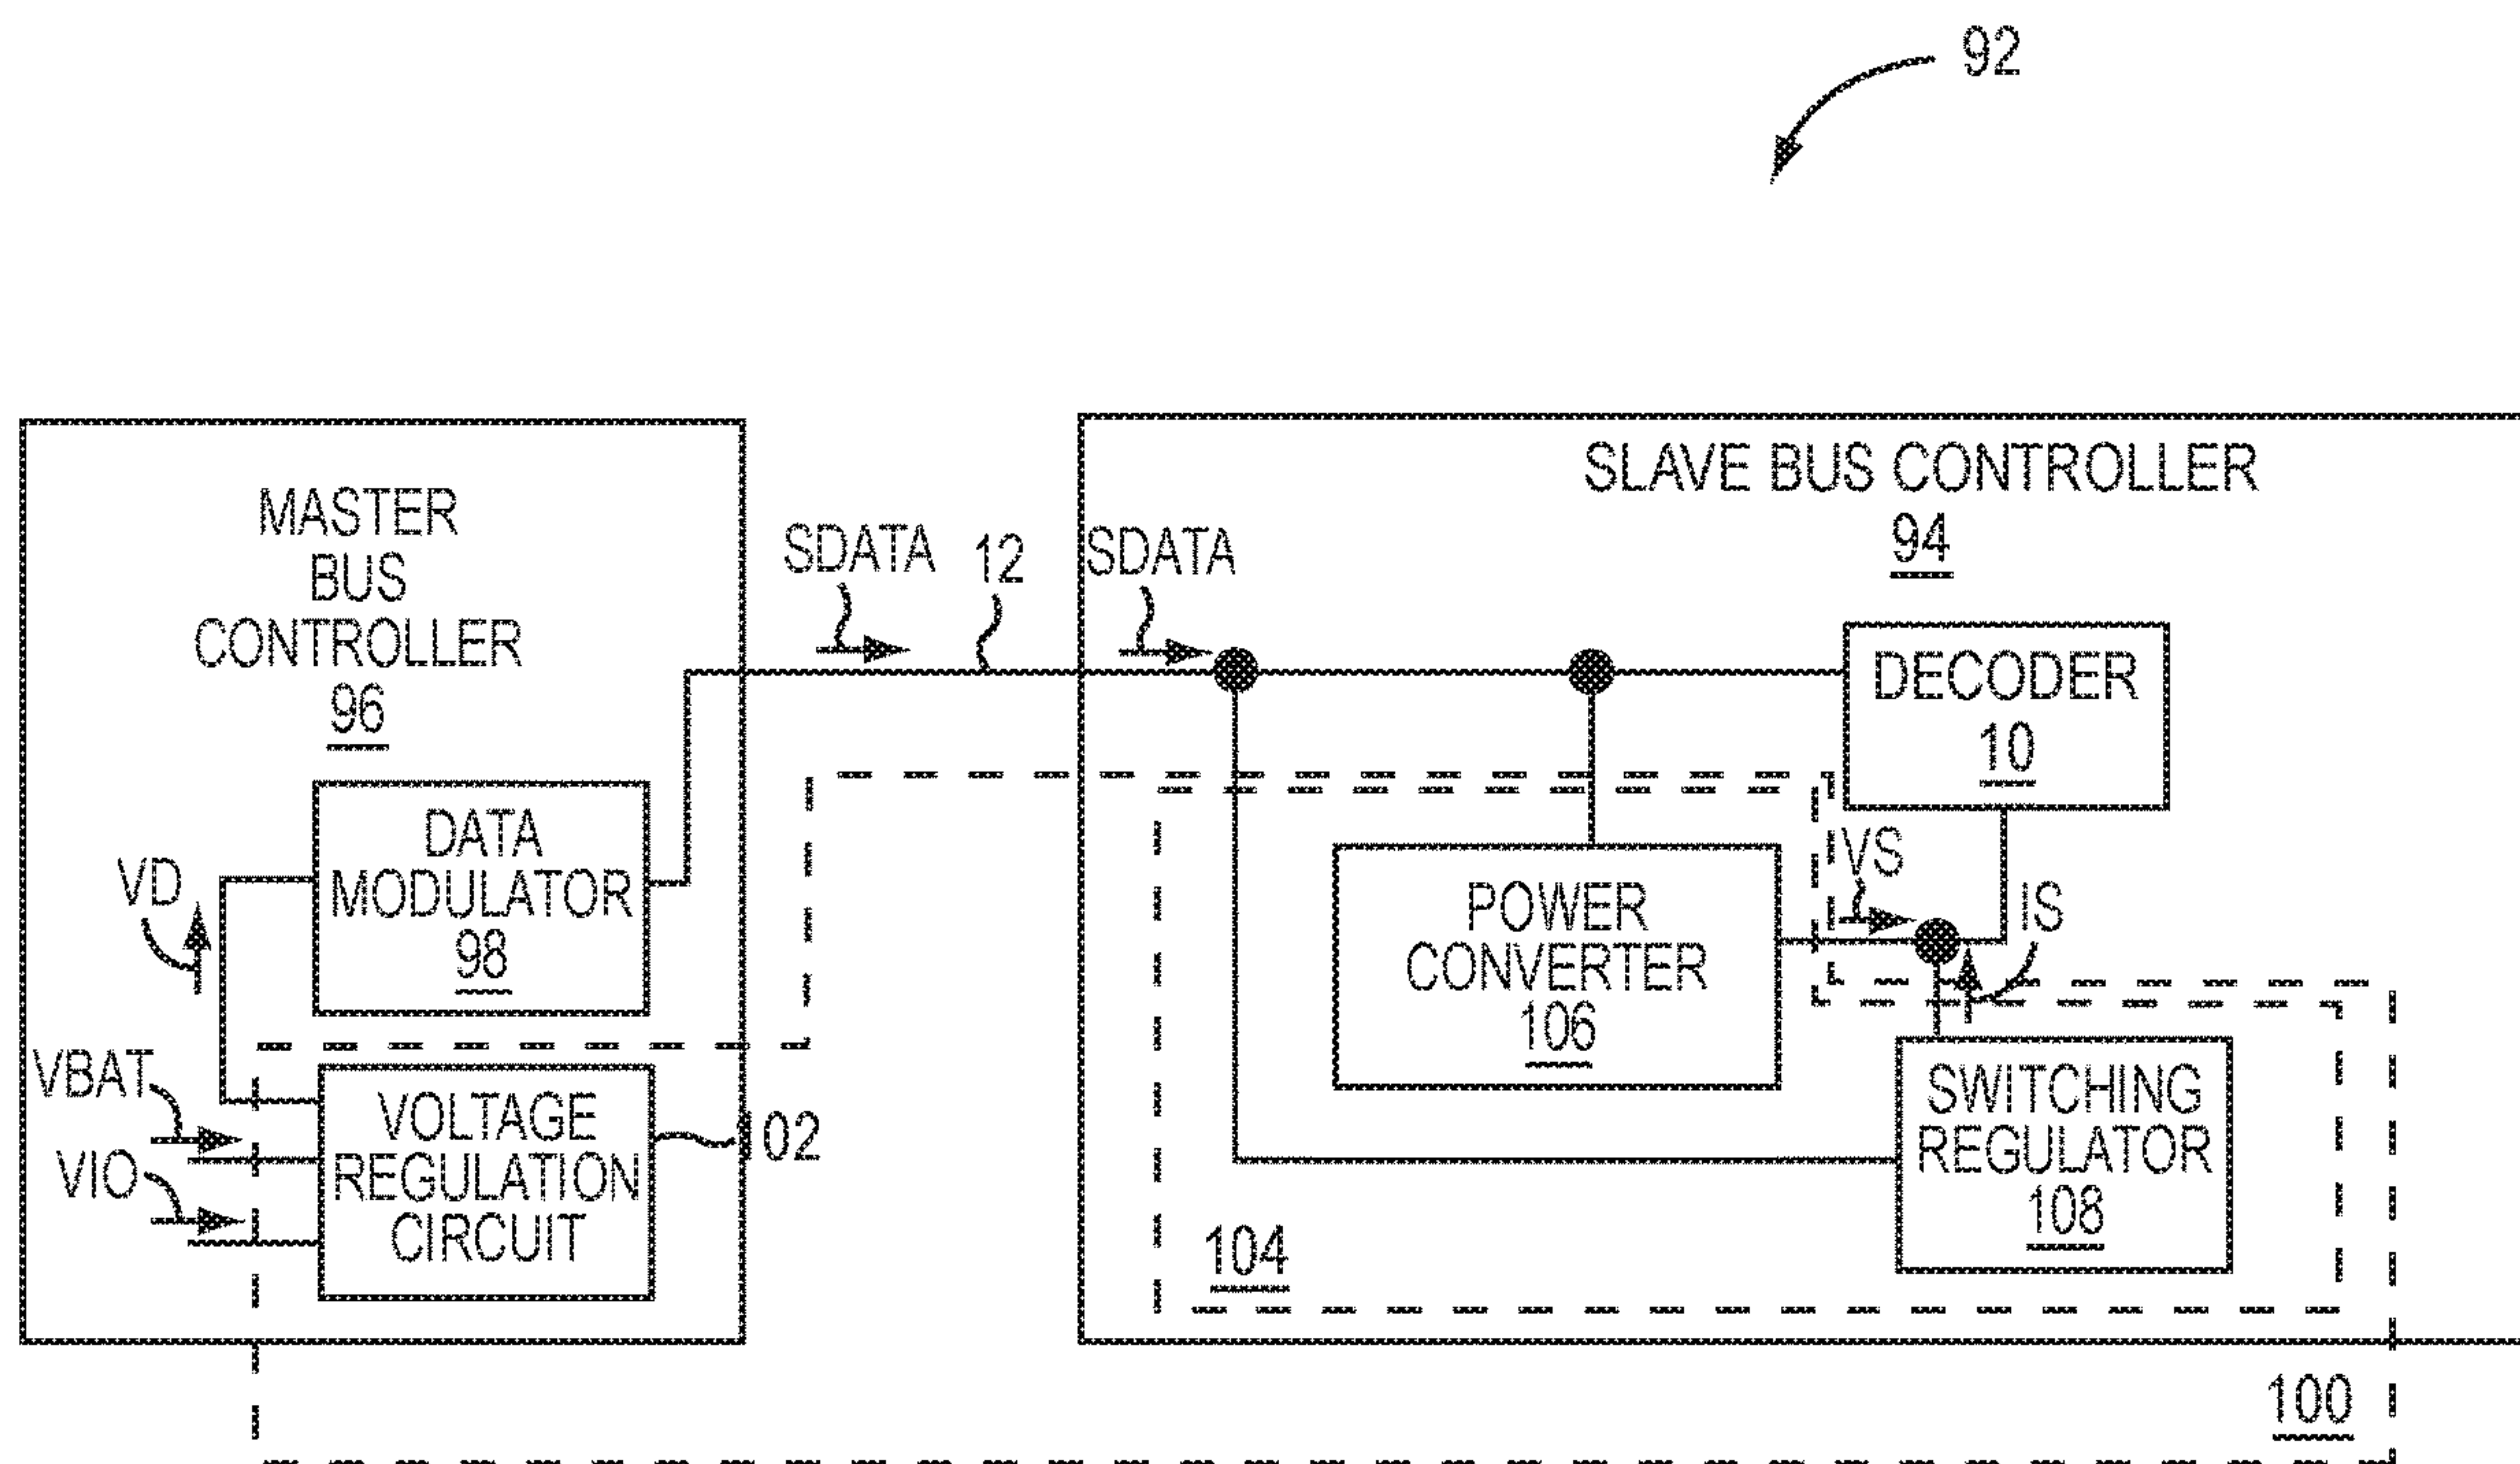 92
MASTER
BUS
CONTROLLER
96
SDATA
12
SDATA
SLAVE BUS CONTROLLER
94
DECODER
10
DATA
MODULATOR
98
VD
VBAT
VIO
VOLTAGE
REGULATION
CIRCUIT
102
POWER
CONVERTER
106
VS
IS
SWITCHING
REGULATOR
108
104
100